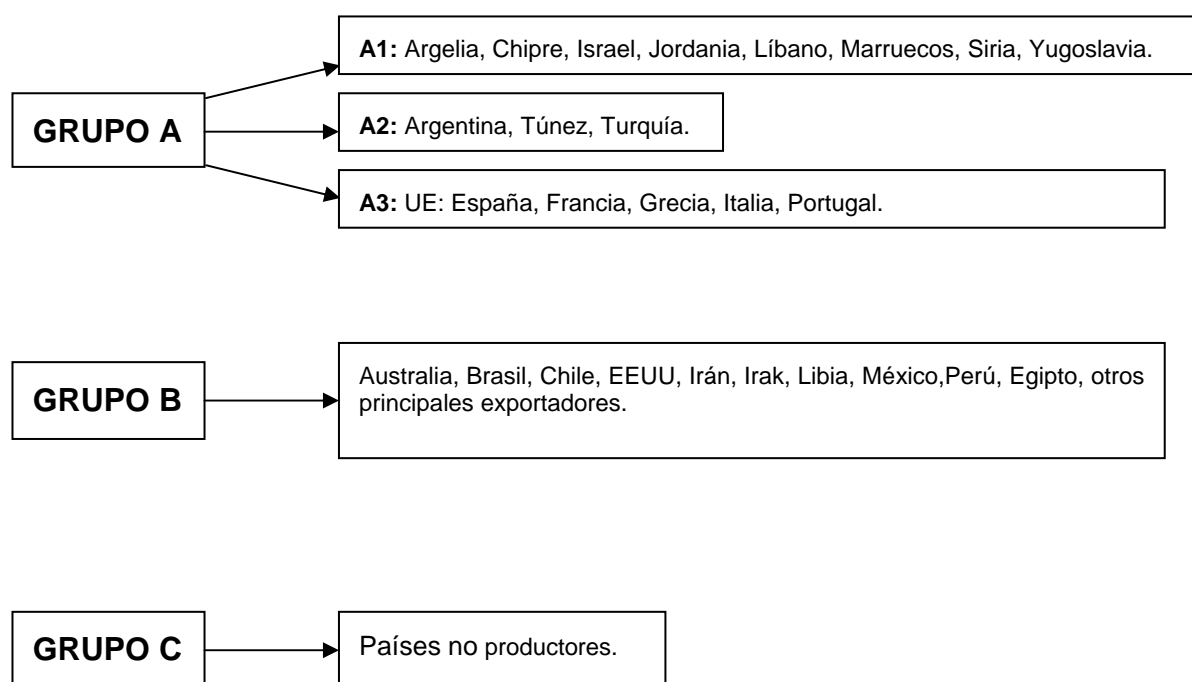 A1: Argelia, Chipre, Israel, Jordania, Líbano, Marruecos, Siria, Yugoslavia.
GRUPO A
A2: Argentina, Túnez, Turquía.
A3: UE: España, Francia, Grecia, Italia, Portugal.
GRUPO B
Australia, Brasil, Chile, EEUU, Irán, Irak, Libia, México,Perú, Egipto, otros
principales exportadores.
GRUPO C
Países no productores.